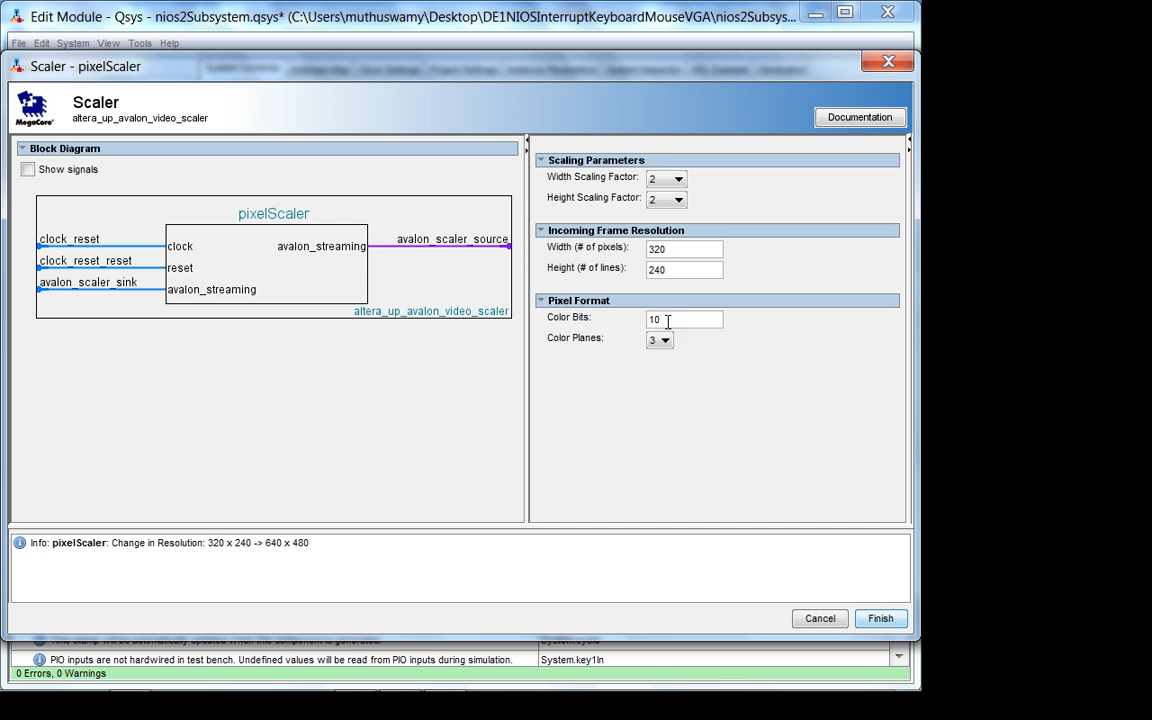 Edit Module - Qsys - nios2Subsystem.qsys* (C:\Users\muthuswamy\Desktop\DE1NIOSInterruptKeyboardMouseVGA\nios2Subsys...
File Edit System View Tools Help
Scaler - pixelScaler
MegaCore
Scaler
altera_up_avalon_video_scaler
Documentation
Block Diagram
Show signals
pixelScaler
clock_reset
clock
avalon_streaming
avalon_scaler_source
clock_reset_reset
reset
avalon_scaler_sink
avalon_streaming
altera_up_avalon_video_scaler
Scaling Parameters
Width Scaling Factor: 2
Height Scaling Factor: 2
Incoming Frame Resolution
Width (# of pixels): 320
Height (# of lines): 240
Pixel Format
Color Bits: 10
Color Planes: 3
Info: pixelScaler: Change in Resolution: 320 x 240 -> 640 x 480
Cancel Finish
PIO inputs are not hardwired in test bench. Undefined values will be read from PIO inputs during simulation. System.key1In
0 Errors, 0 Warnings